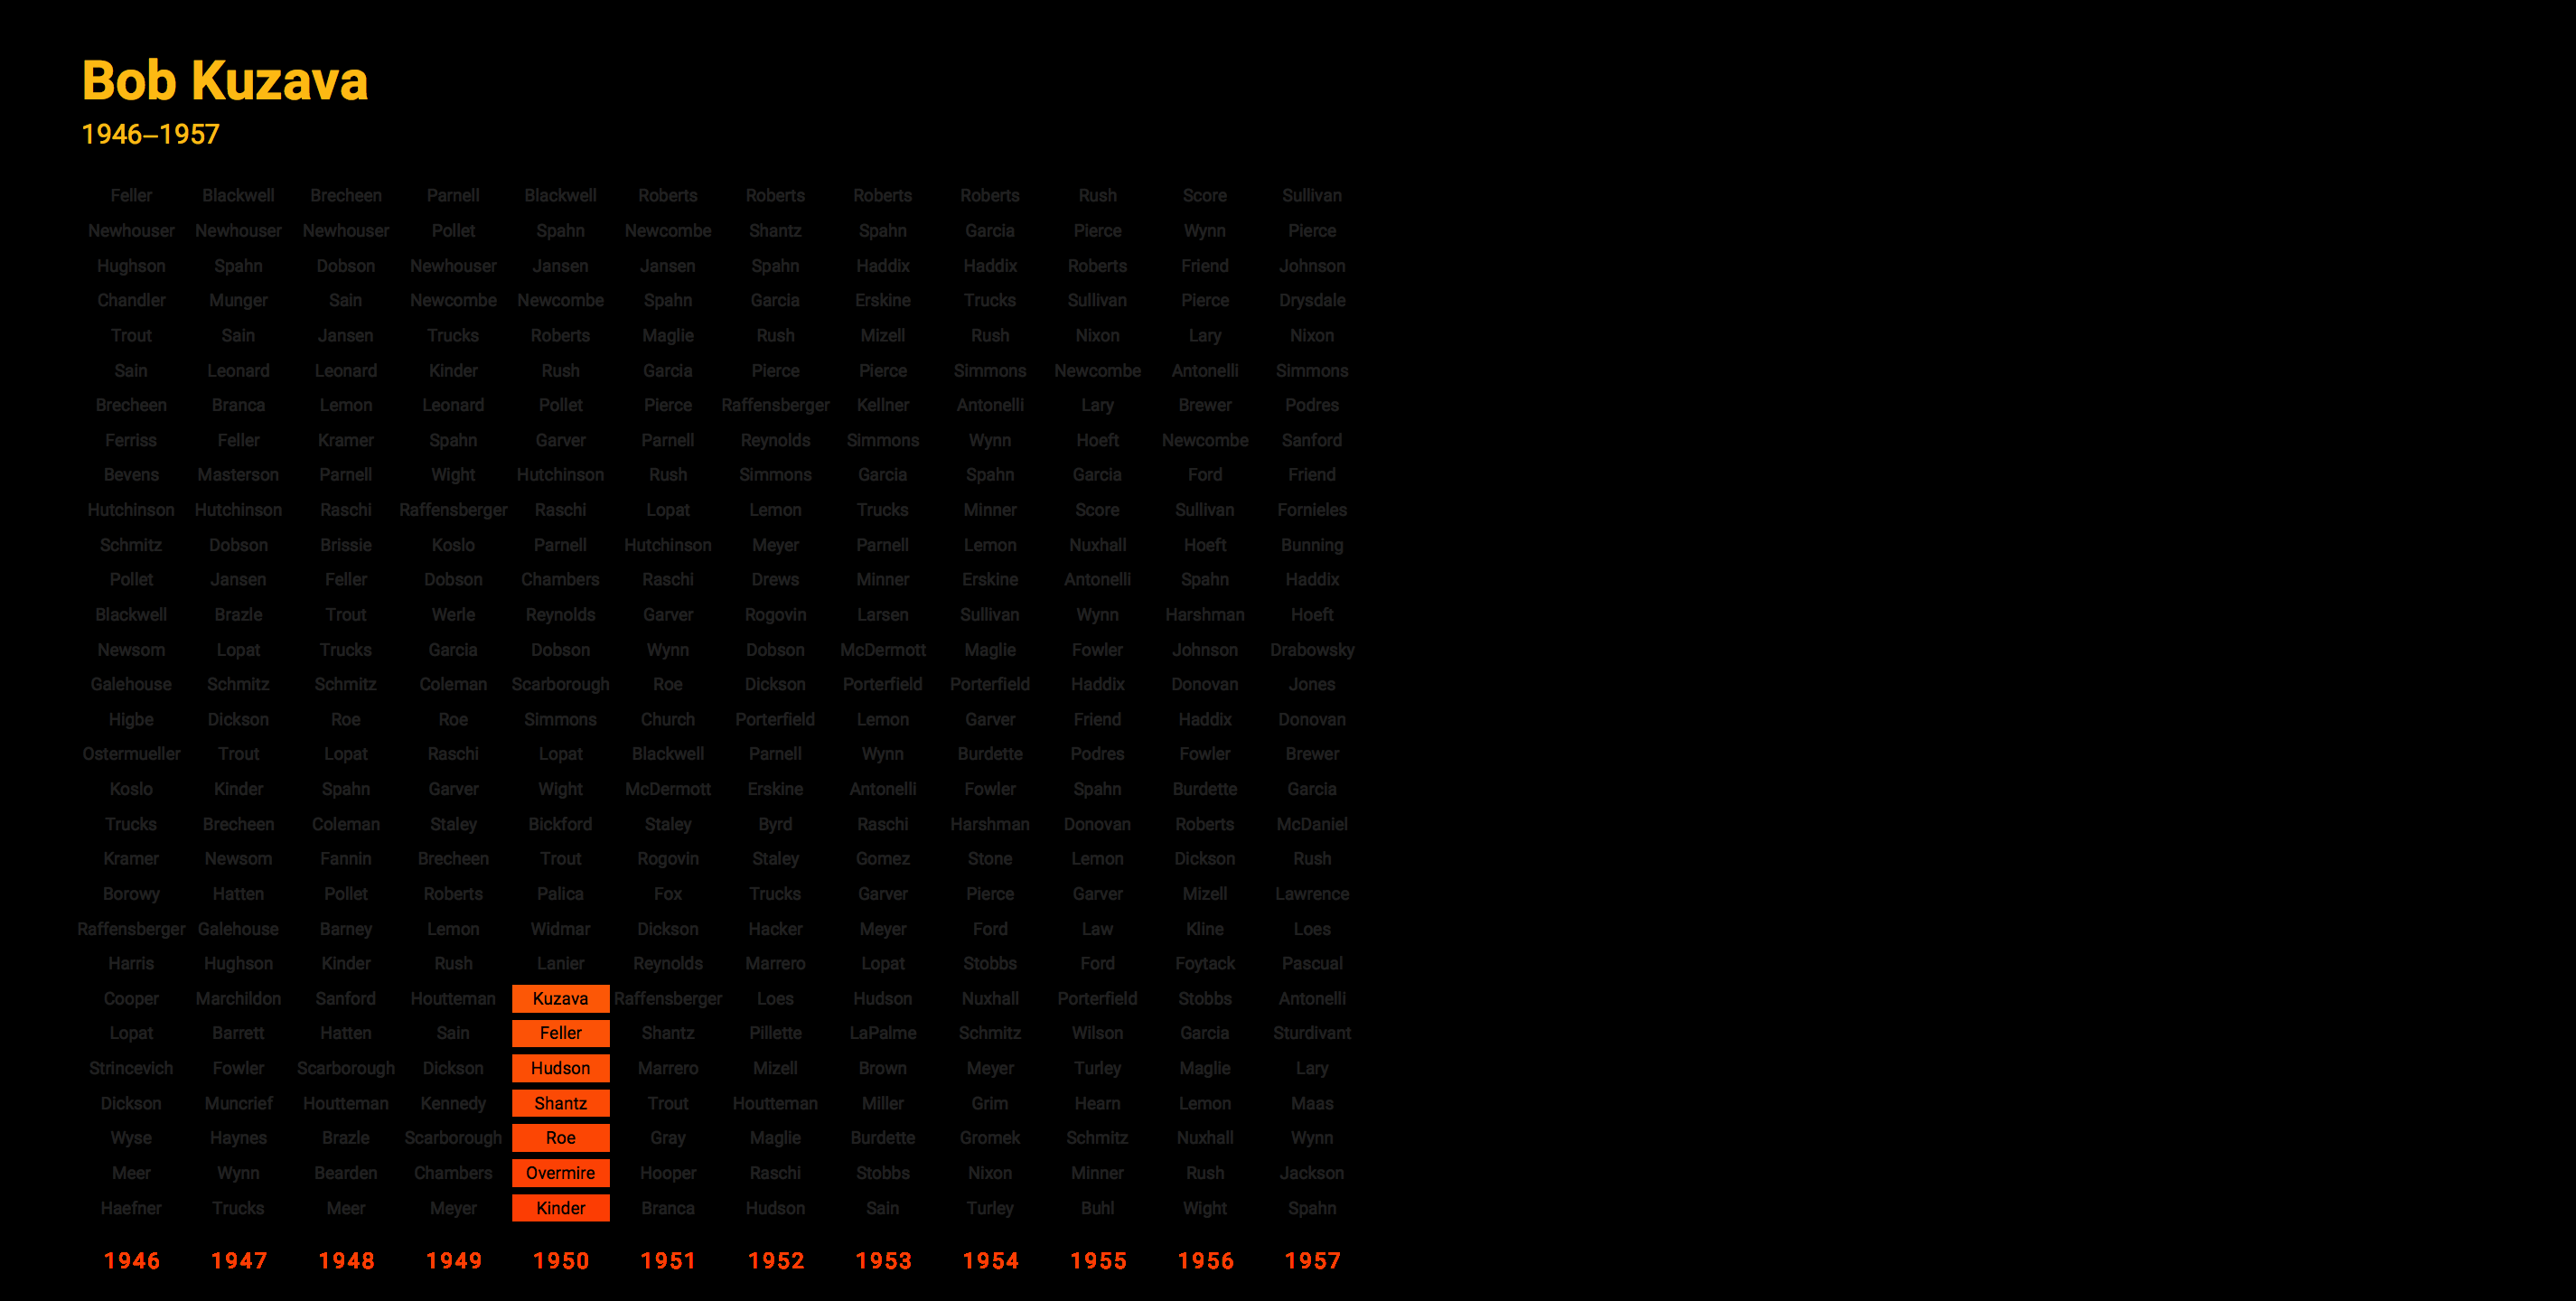 Bob Kuzava
1946–1957
Feller Blackwell Brecheen Parnell Blackwell Roberts Roberts Roberts Roberts Rush Score Sullivan
Newhouser Newhouser Newhouser Pollet Spahn Newcombe Shantz Spahn Garcia Pierce Wynn Pierce
Hughson Spahn Dobson Newhouser Jansen Jansen Spahn Haddix Haddix Roberts Friend Johnson
Chandler Munger Sain Newcombe Newcombe Spahn Garcia Erskine Trucks Sullivan Pierce Drysdale
Trout Sain Jansen Trucks Roberts Maglie Rush Mizell Rush Nixon Lary Nixon
Sain Leonard Leonard Kinder Rush Garcia Pierce Pierce Simmons Newcombe Antonelli Simmons
Brecheen Branca Lemon Leonard Pollet Pierce Raffensberger Kellner Antonelli Lary Brewer Podres
Ferriss Feller Kramer Spahn Garver Parnell Reynolds Simmons Wynn Hoeft Newcombe Sanford
Bevens Masterson Parnell Wight Hutchinson Rush Simmons Garcia Spahn Garcia Ford Friend
Hutchinson Hutchinson Raschi Raffensberger Raschi Lopat Lemon Trucks Minner Score Sullivan Fornieles
Schmitz Dobson Brissie Koslo Parnell Hutchinson Meyer Parnell Lemon Nuxhall Hoeft Bunning
Pollet Jansen Feller Dobson Chambers Raschi Drews Minner Erskine Antonelli Spahn Haddix
Blackwell Brazle Trout Werle Reynolds Garver Rogovin Larsen Sullivan Wynn Harshman Hoeft
Newsom Lopat Trucks Garcia Dobson Wynn Dobson McDermott Maglie Fowler Johnson Drabowsky
Galehouse Schmitz Schmitz Coleman Scarborough Roe Dickson Porterfield Porterfield Haddix Donovan Jones
Higbe Dickson Roe Roe Simmons Church Porterfield Lemon Garver Friend Haddix Donovan
Ostermueller Trout Lopat Raschi Lopat Blackwell Parnell Wynn Burdette Podres Fowler Brewer
Koslo Kinder Spahn Garver Wight McDermott Erskine Antonelli Fowler Spahn Burdette Garcia
Trucks Brecheen Coleman Staley Bickford Staley Byrd Raschi Harshman Donovan Roberts McDaniel
Kramer Newsom Fannin Brecheen Trout Rogovin Staley Gomez Stone Lemon Dickson Rush
Borowy Hatten Pollet Roberts Palica Fox Trucks Garver Pierce Garver Mizell Lawrence
Raffensberger Galehouse Barney Lemon Widmar Dickson Hacker Meyer Ford Law Kline Loes
Harris Hughson Kinder Rush Lanier Reynolds Marrero Lopat Stobbs Ford Foytack Pascual
Cooper Marchildon Sanford Houtteman Kuzava Raffensberger Loes Hudson Nuxhall Porterfield Stobbs Antonelli
Lopat Barrett Hatten Sain Feller Shantz Pillette LaPalme Schmitz Wilson Garcia Sturdivant
Strincevich Fowler Scarborough Dickson Hudson Marrero Mizell Brown Meyer Turley Maglie Lary
Dickson Muncrief Houtteman Kennedy Shantz Trout Houtteman Miller Grim Hearn Lemon Maas
Wyse Haynes Brazle Scarborough Roe Gray Maglie Burdette Gromek Schmitz Nuxhall Wynn
Meer Wynn Bearden Chambers Overmire Hooper Raschi Stobbs Nixon Minner Rush Jackson
Haefner Trucks Meer Meyer Kinder Branca Hudson Sain Turley Buhl Wight Spahn
1946 1947 1948 1949 1950 1951 1952 1953 1954 1955 1956 1957